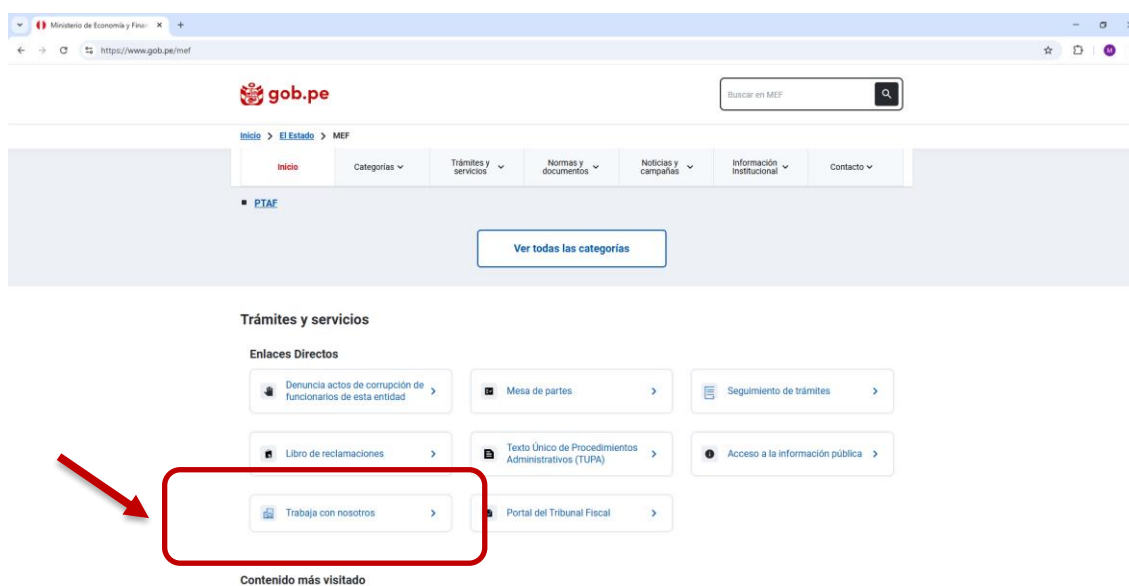 Ministerio de Economía y Finan
https://www.gob.pe/mef
M
gob.pe
Buscar en MEF
Inicio > El Estado > MEF
Inicio
Categorías
Trámites y servicios
Normas y documentos
Noticias y campañas
Información Institucional
Contacto
PTAF
Ver todas las categorías
Trámites y servicios
Enlaces Directos
Denuncia actos de corrupción de
funcionarios de esta entidad
Mesa de partes
Seguimiento de trámites
Libro de reclamaciones
Texto Único de Procedimientos
Administrativos (TUPA)
Acceso a la información pública
Trabaja con nosotros
Portal del Tribunal Fiscal
Contenido más visitado